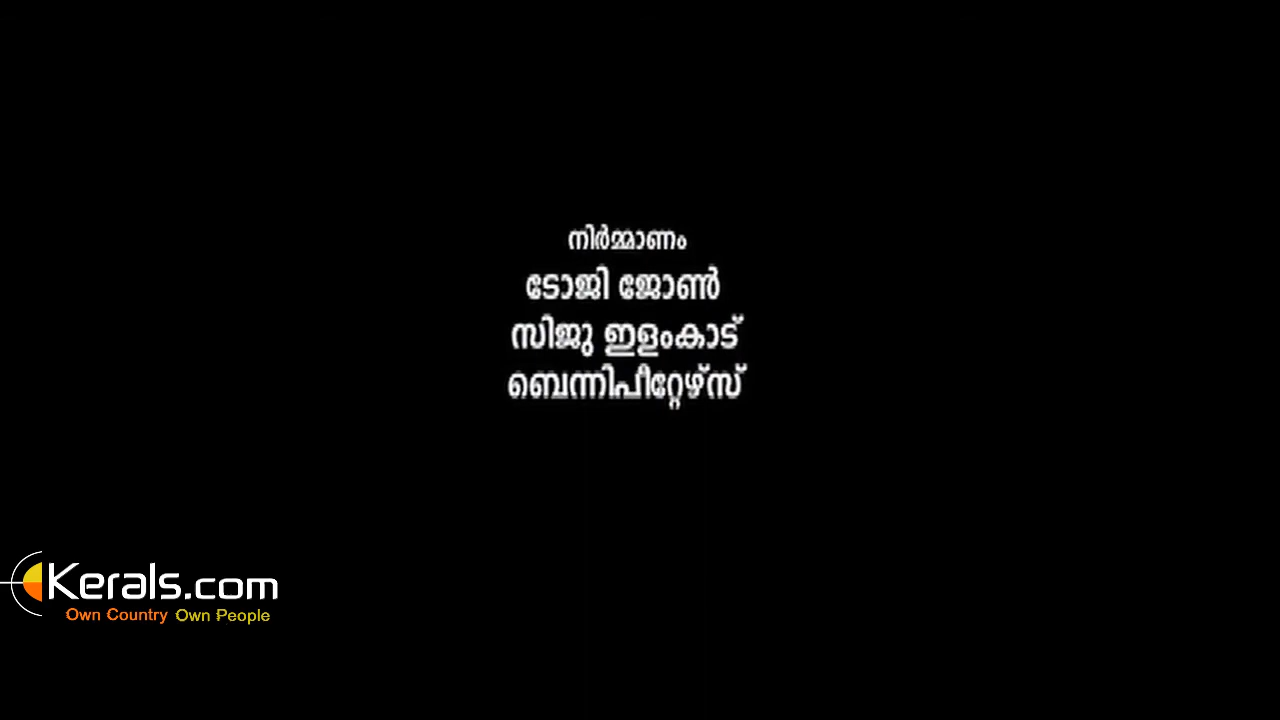 നിർമ്മാണം
ടോജി ജോൺ
സിജു ഇളംകാട്
ബെന്നിപീറ്റേഴ്സ്
Kerals.com
Own Country Own People